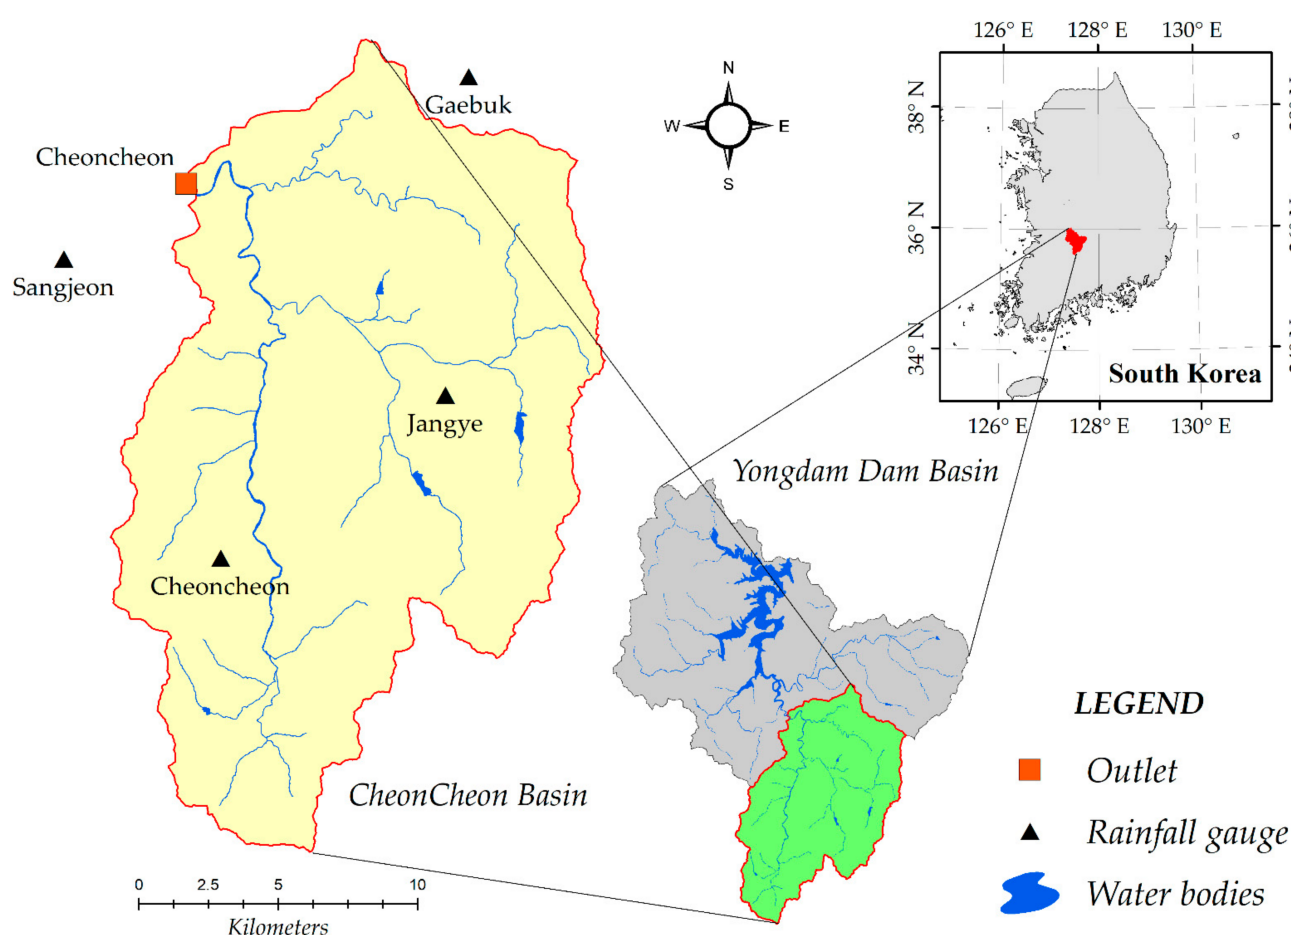 126° E 128° E 130° E
N
W E
S
Gaebuk
38° N
Cheoncheon
36° N
Sangjeon
34° N
South Korea
Jangye
126° E 128° E 130° E
Yongdam Dam Basin
Cheoncheon
LEGEND
Outlet
CheonCheon Basin
Rainfall gauge
0 2.5 5 10
Water bodies
Kilometers